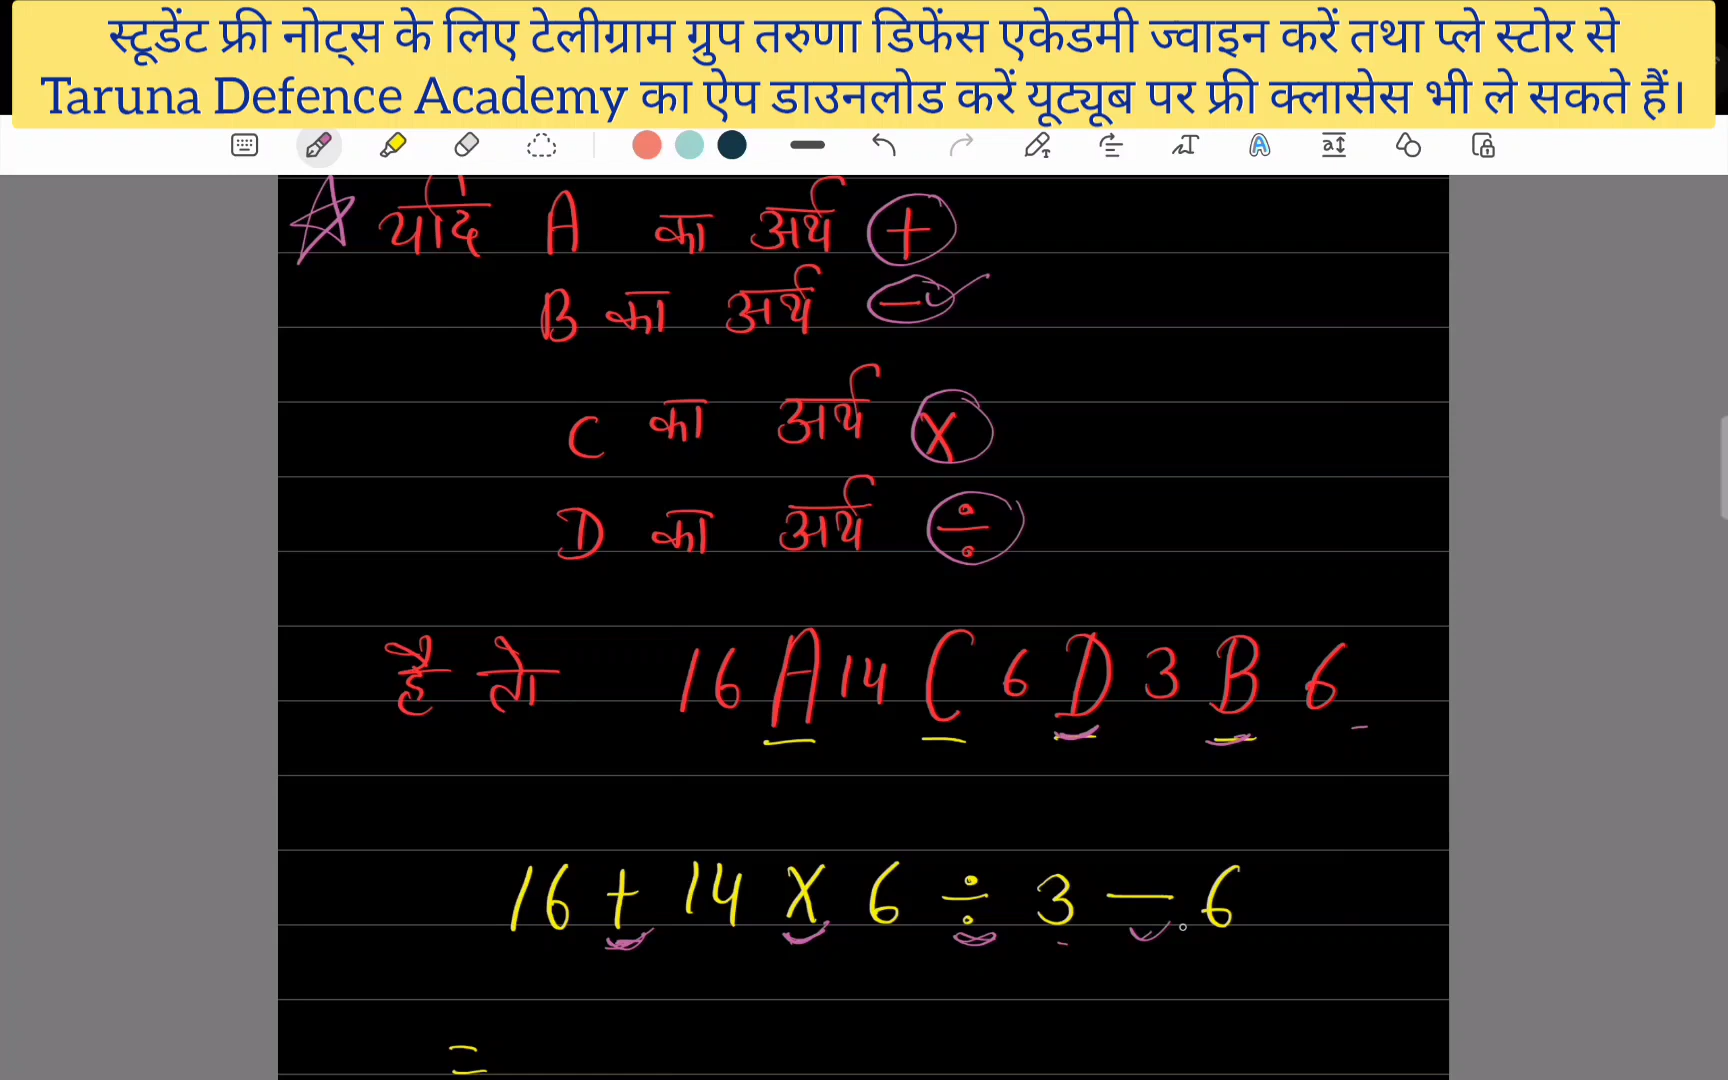 स्टूडेंट फ्री नोट्स के लिए टेलीग्राम ग्रुप तरुणा डिफेंस एकेडमी ज्वाइन करें तथा प्ले स्टोर से
Taruna Defence Academy का ऐप डाउनलोड करें यूट्यूब पर फ्री क्लासेस भी ले सकते हैं।
यदि A का अर्थ +
B का अर्थ −
C का अर्थ ×
D का अर्थ ÷
है तो 16 A 14 C 6 D 3 B 6
16 + 14 × 6 ÷ 3 − 6
=